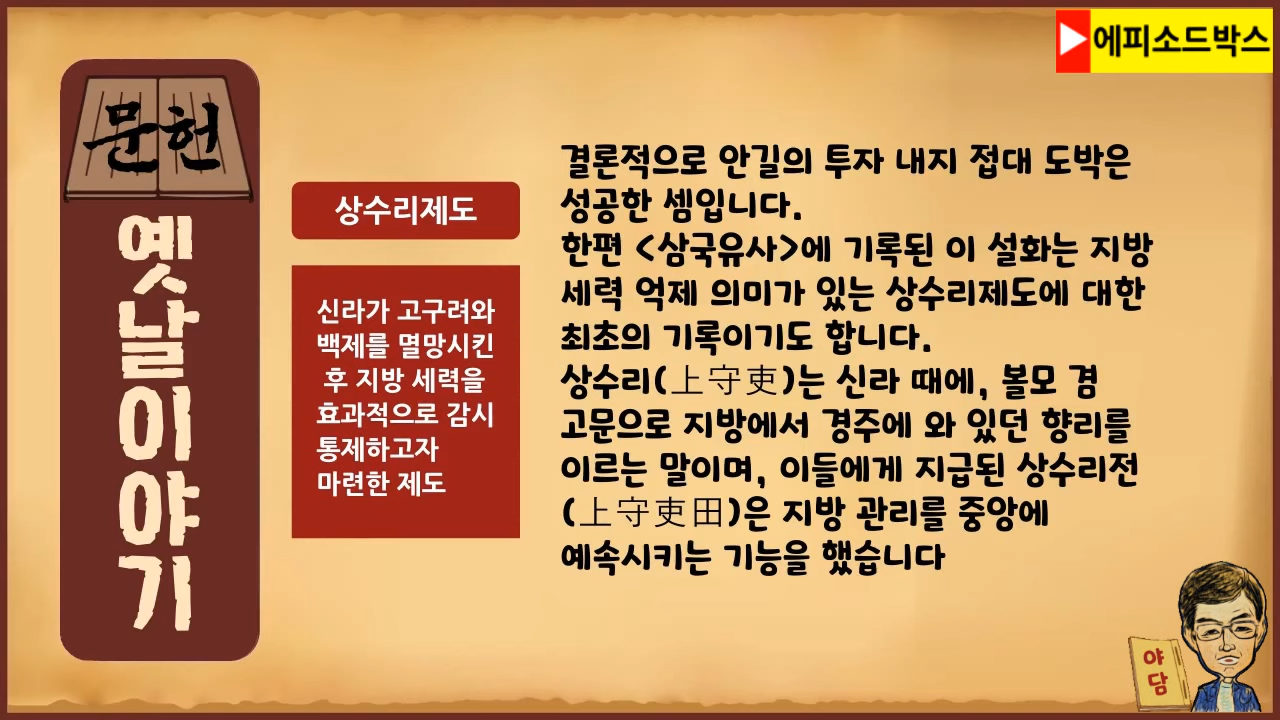 에피소드박스
문헌
옛날이야기
상수리제도
신라가 고구려와
백제를 멸망시킨
후 지방 세력을
효과적으로 감시
통제하고자
마련한 제도
결론적으로 안길의 투자 내지 접대 도박은
성공한 셈입니다.
한편 <삼국유사>에 기록된 이 설화는 지방
세력 억제 의미가 있는 상수리제도에 대한
최초의 기록이기도 합니다.
상수리(上守吏)는 신라 때에, 볼모 겸
고문으로 지방에서 경주에 와 있던 향리를
이르는 말이며, 이들에게 지급된 상수리전
(上守吏田)은 지방 관리를 중앙에
예속시키는 기능을 했습니다
야담